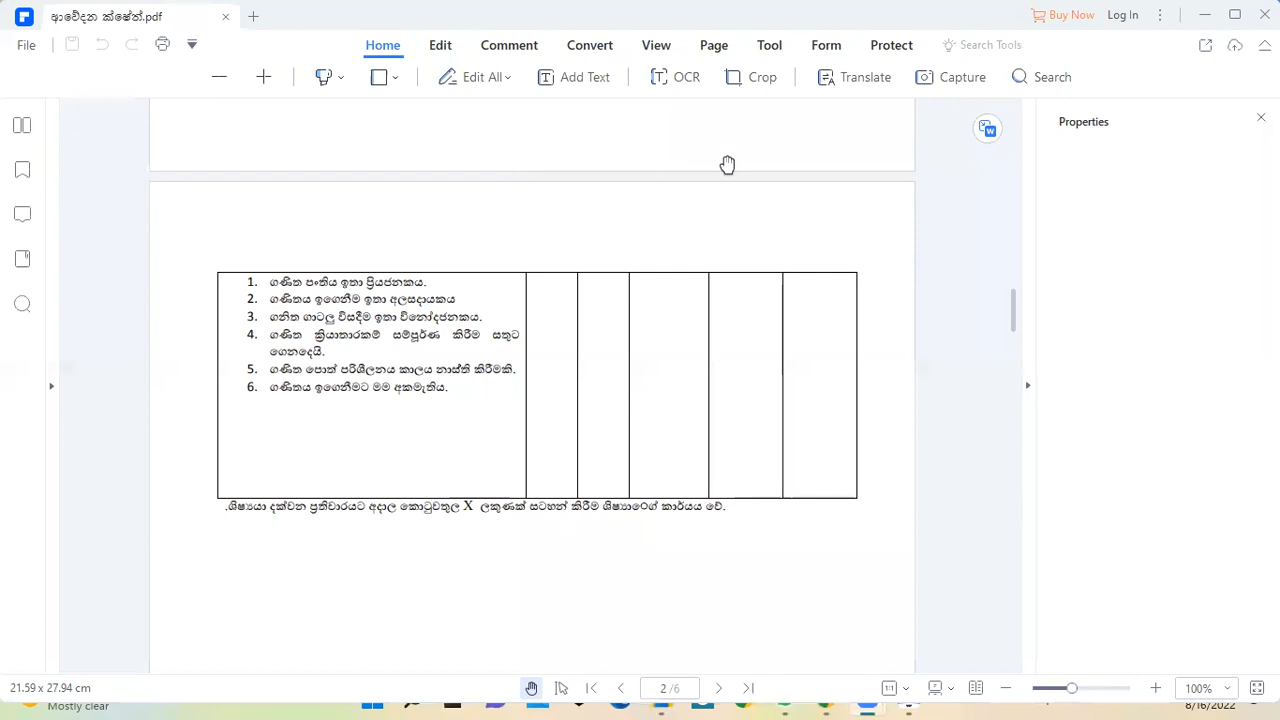 ආවේදන ක්ෂේත්‍ර.pdf
Buy Now Log In
File
Home Edit Comment Convert View Page Tool Form Protect Search Tools
Edit All Add Text OCR Crop Translate Capture Search
Properties
1. ගණිත පංතිය ඉතා ප්‍රියජනකය.
2. ගණිතය ඉගෙනීම ඉතා අලසදායකය
3. ගනිත ගාටලු විසදීම ඉතා විනෝදජනකය.
4. ගණිත ක්‍රියාතාරකම් සම්පූර්ණ කිරීම සතුට
ගෙනදෙයි.
5. ගණිත පොත් පරිශීලනය කාලය නාස්ති කිරීමකි.
6. ගණිතය ඉගෙනීමට මම අකමැතිය.
.ශිෂ්‍යයා දක්වන ප්‍රතිචාරයට අදාල කොටුවතුල X ලකුණක් සටහන් කිරීම ශිෂ්‍යාගේ කාර්යය වේ.
21.59 x 27.94 cm
2 /6
100%
Mostly clear
8/16/2022